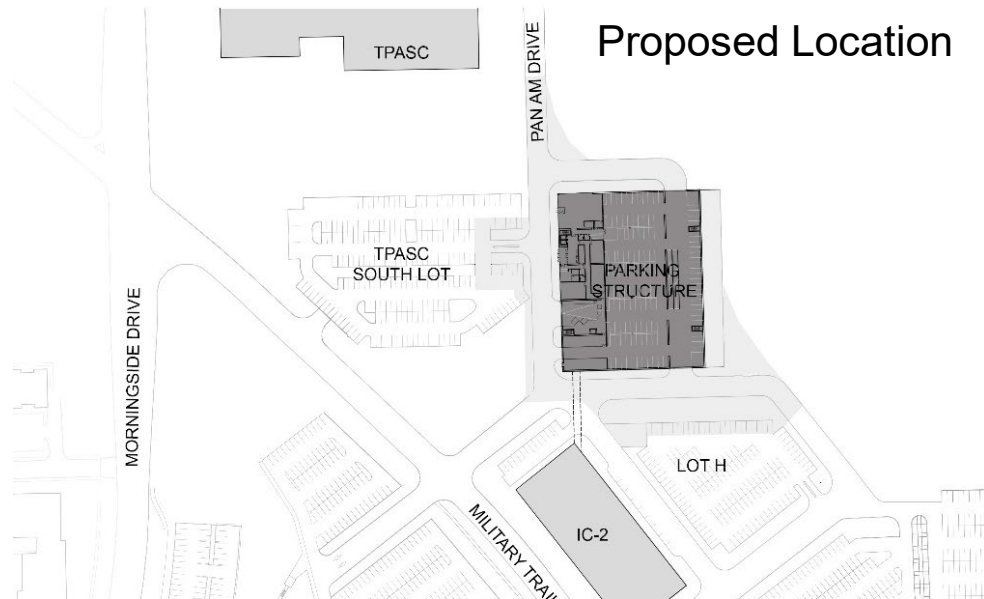 Proposed Location
TPASC
PAN AM DRIVE
TPASC
SOUTH LOT
PARKING
STRUCTURE
MORNINGSIDE DRIVE
LOT H
IC-2
MILITARY TRAIL